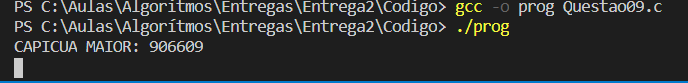 PS C:\Aulas\Algorítmos\Entregas\Entrega2\Codigo> gcc -o prog Questao09.c
PS C:\Aulas\Algorítmos\Entregas\Entrega2\Codigo> ./prog
CAPICUA MAIOR: 906609